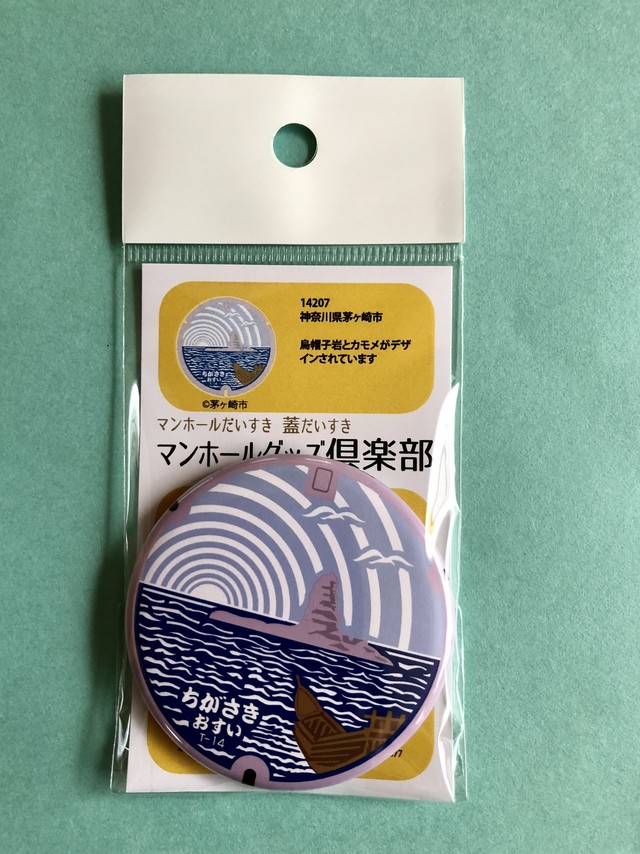 14207
神奈川県茅ヶ崎市
烏帽子岩とカモメがデザ
インされています
ちがさき
おすい
©茅ヶ崎市
マンホールだいすき 蓋だいすき
マンホールグッズ倶楽部
ちがさき
おすい
T-14